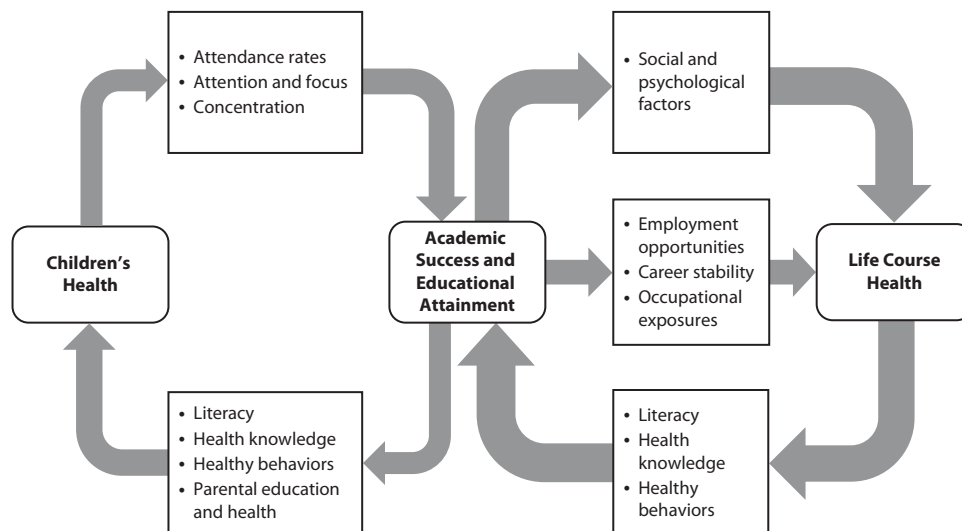 • Attendance rates
• Attention and focus
• Concentration
• Social and
psychological
factors
Children's
Health
Academic
Success and
Educational
Attainment
• Employment
opportunities
• Career stability
• Occupational
exposures
Life Course
Health
• Literacy
• Health knowledge
• Healthy behaviors
• Parental education
and health
• Literacy
• Health
knowledge
• Healthy
behaviors